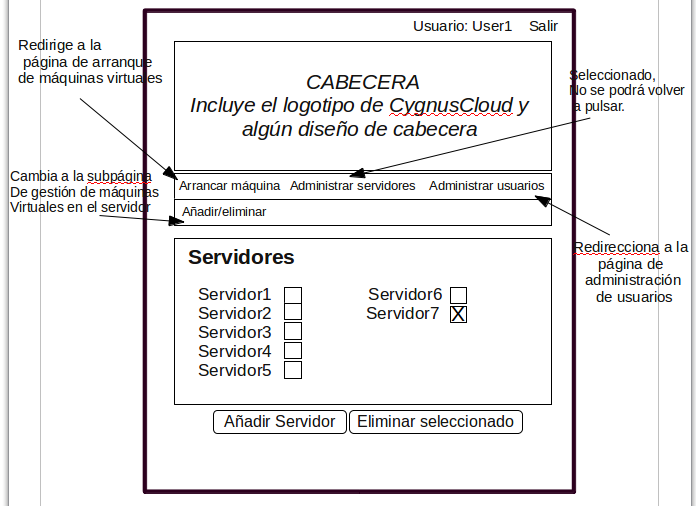 Usuario: User1 Salir
Redirige a la
página de arranque
de máquinas virtuales
CABECERA
Incluye el logotipo de CygnusCloud y
algún diseño de cabecera
Seleccionado,
No se podrá volver
a pulsar.
Cambia a la subpágina
De gestión de máquinas
Virtuales en el servidor
Arrancar máquina Administrar servidores Administrar usuarios
Añadir/eliminar
Redirecciona a la
página de
administración
de usuarios
Servidores
Servidor1
Servidor2
Servidor3
Servidor4
Servidor5
Servidor6
Servidor7 X
Añadir Servidor Eliminar seleccionado